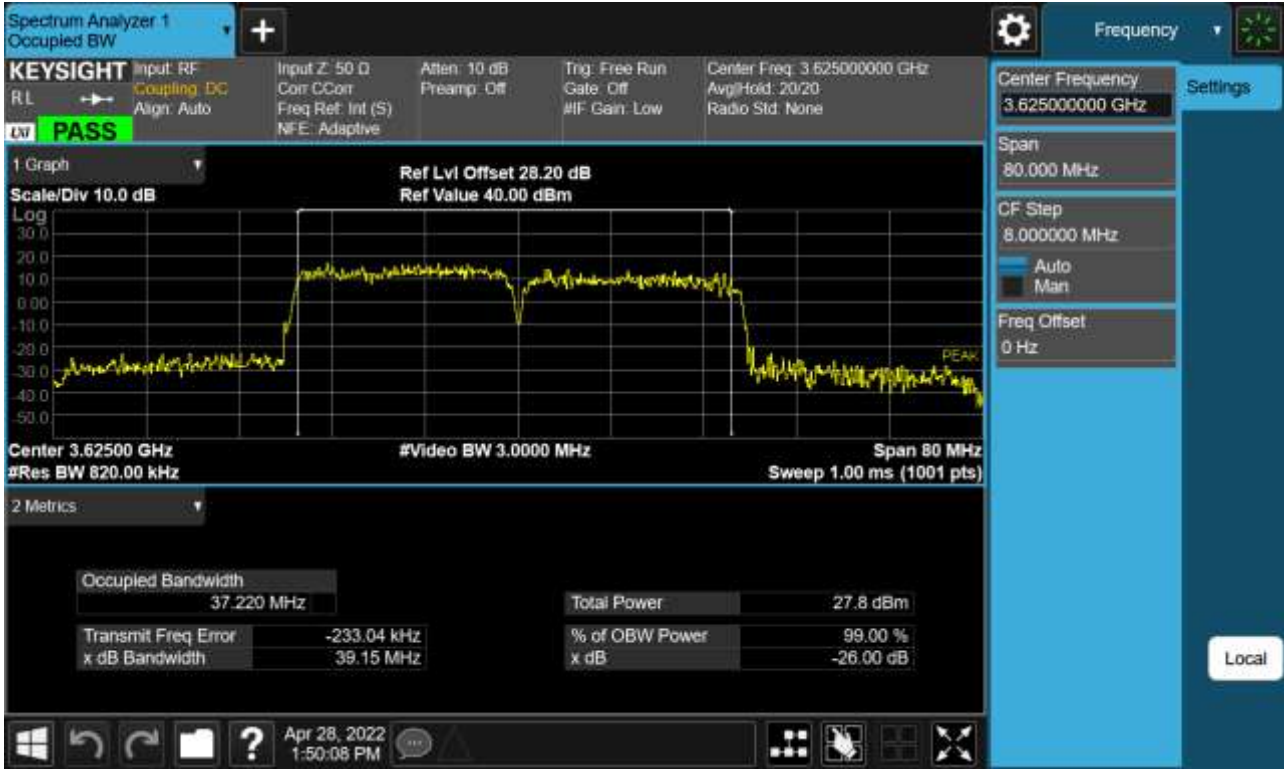 Spectrum Analyzer 1
Occupied BW
Frequency
KEYSIGHT
RL
LXI
PASS
Input: RF
Coupling: DC
Align: Auto
Input Z: 50 Ω
Corr CCorr
Freq Ref: Int (S)
NFE: Adaptive
Atten: 10 dB
Preamp: Off
Trig: Free Run
Gate: Off
#IF Gain: Low
Center Freq: 3.625000000 GHz
Avg|Hold: 20/20
Radio Std: None
Center Frequency
3.625000000 GHz
Settings
Span
80.000 MHz
CF Step
8.000000 MHz
Auto
Man
Freq Offset
0 Hz
Local
1 Graph
Scale/Div 10.0 dB
Ref Lvl Offset 28.20 dB
Ref Value 40.00 dBm
Log
30.0
20.0
10.0
0.00
-10.0
-20.0
-30.0
-40.0
-50.0
PEAK
Center 3.62500 GHz
#Video BW 3.0000 MHz
Span 80 MHz
#Res BW 820.00 kHz
Sweep 1.00 ms (1001 pts)
2 Metrics
Occupied Bandwidth
37.220 MHz
Transmit Freq Error -233.04 kHz
x dB Bandwidth 39.15 MHz
Total Power 27.8 dBm
% of OBW Power 99.00 %
x dB -26.00 dB
?
Apr 28, 2022
1:50:08 PM